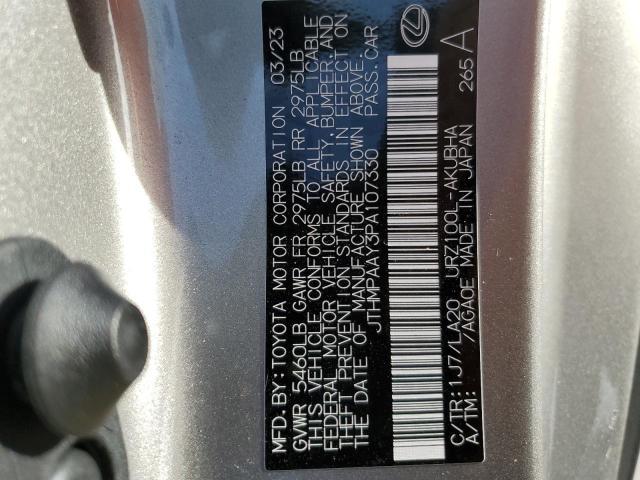 MFD. BY: TOYOTA MOTOR CORPORATION 03/23
GVWR 5460LB GAWR FR 2975LB RR 2975LB
THIS VEHICLE CONFORMS TO ALL APPLICABLE
FEDERAL MOTOR VEHICLE SAFETY, BUMPER, AND
THEFT PREVENTION STANDARDS IN EFFECT ON
THE DATE OF MANUFACTURE SHOWN ABOVE.
JTHMPAAY3PA107330 PASS. CAR
C/TR: 1J7/LA20 URZ100L-AKUBHA
A/TM: /AGA0E MADE IN JAPAN 265 A